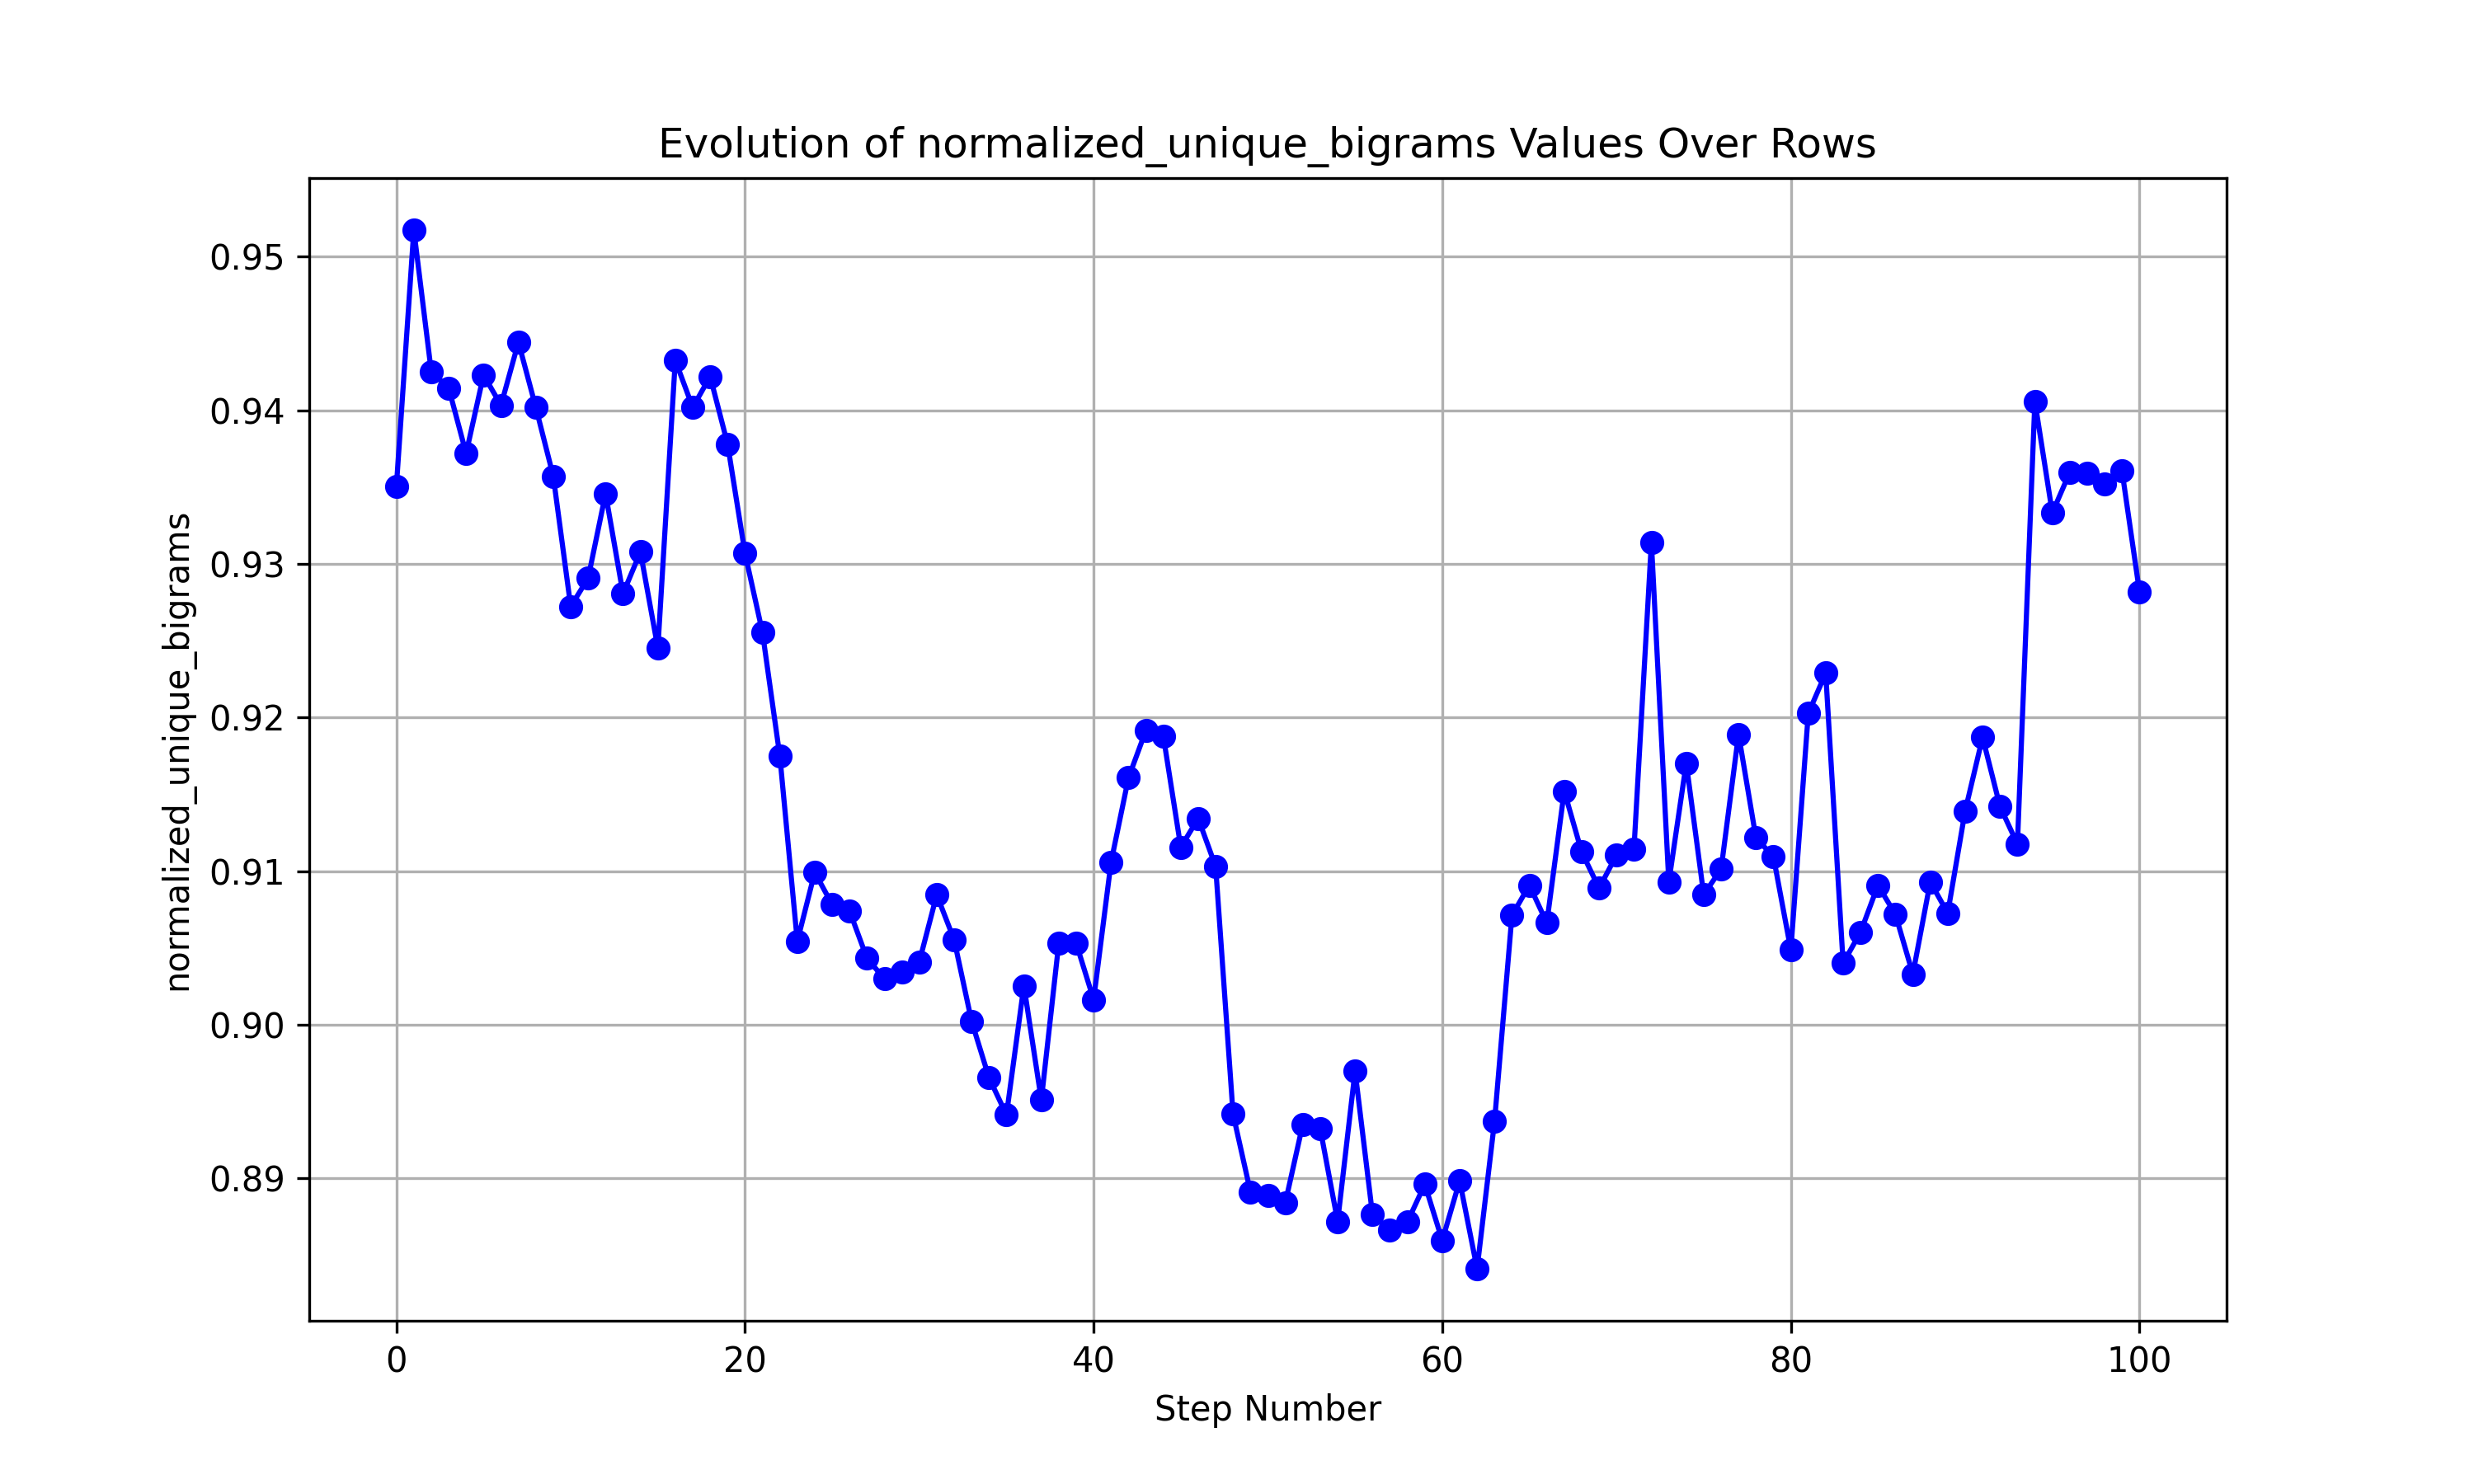 Evolution of normalized_unique_bigrams Values Over Rows
normalized_unique_bigrams
0.95
0.94
0.93
0.92
0.91
0.90
0.89
0 20 40 60 80 100
Step Number